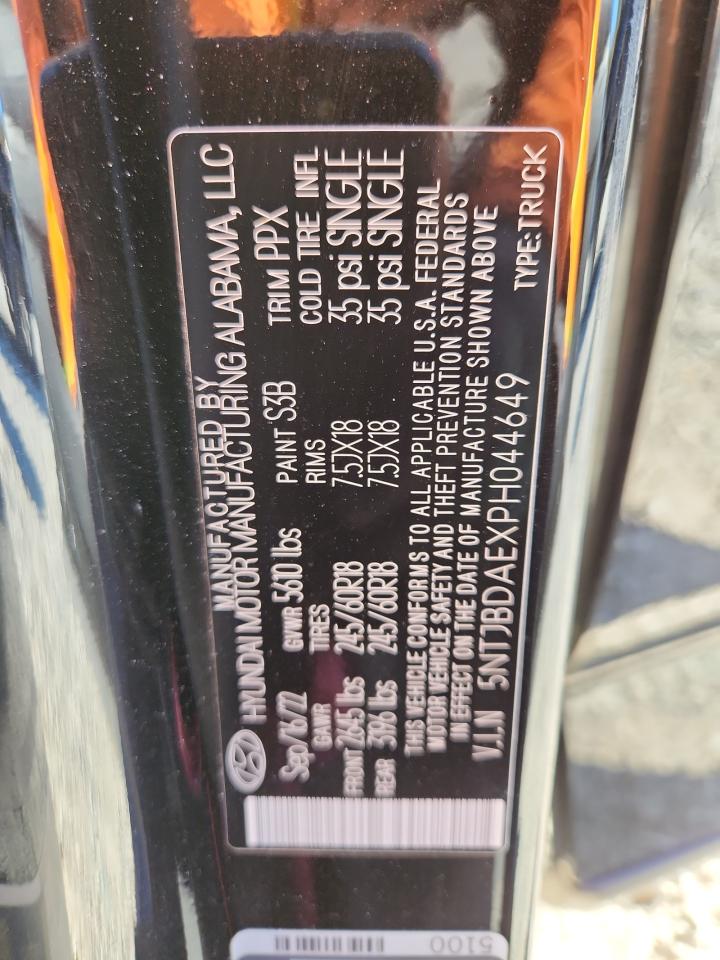 MANUFACTURED BY
HYUNDAI MOTOR MANUFACTURING ALABAMA, LLC
Sep/16/22 GVWR 5610 lbs PAINT S3B TRIM PPX
GAWR TIRES RIMS COLD TIRE INFL
FRONT 2645 lbs 245/60R18 7.5JX18 35 psi SINGLE
REAR 3196 lbs 245/60R18 7.5JX18 35 psi SINGLE
THIS VEHICLE CONFORMS TO ALL APPLICABLE U.S.A. FEDERAL
MOTOR VEHICLE SAFETY AND THEFT PREVENTION STANDARDS
IN EFFECT ON THE DATE OF MANUFACTURE SHOWN ABOVE
V.I.N 5NTJBDAEXPH044649 TYPE: TRUCK
5100